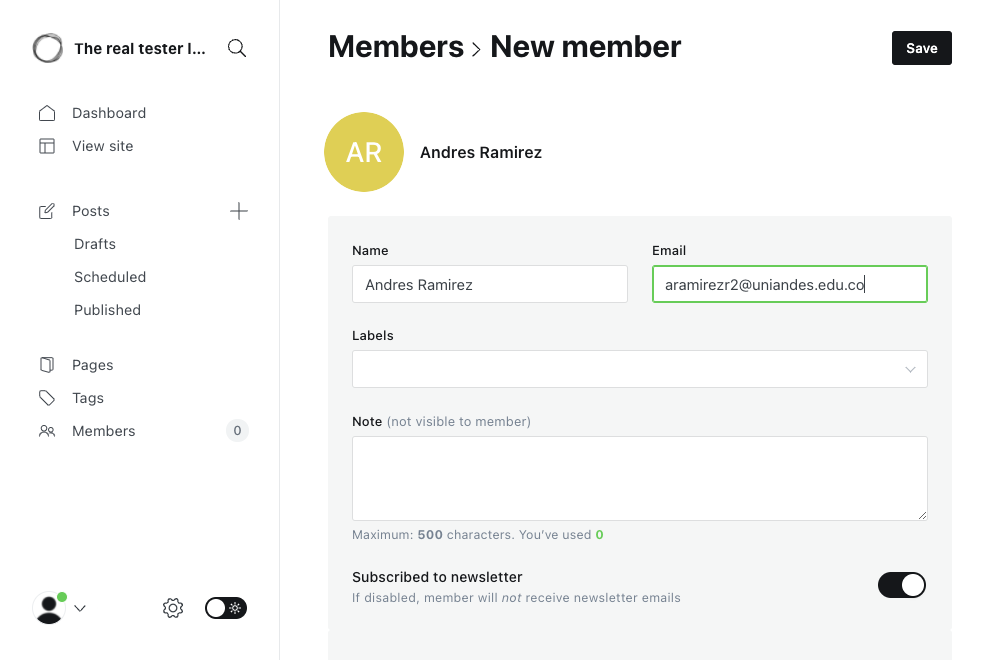 The real tester l...
Dashboard
View site
Posts
Drafts
Scheduled
Published
Pages
Tags
Members 0
Members > New member
Save
AR
Andres Ramirez
Name Email
Andres Ramirez aramirezr2@uniandes.edu.co
Labels
Note (not visible to member)
Maximum: 500 characters. You’ve used 0
Subscribed to newsletter
If disabled, member will not receive newsletter emails